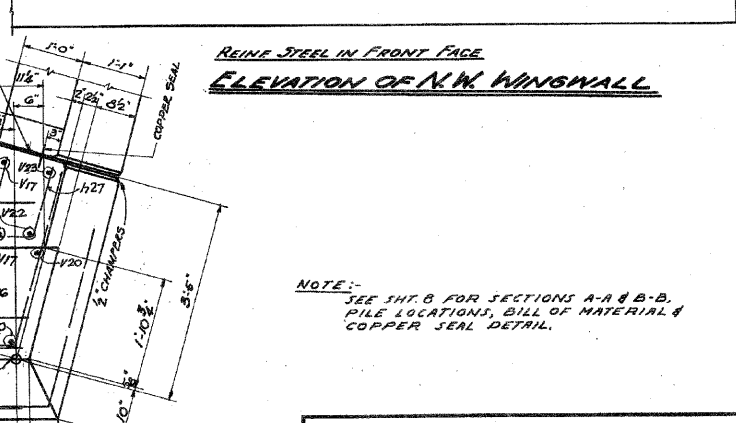 REINF STEEL IN FRONT FACE
ELEVATION OF N.W. WINGWALL
1'-0"
1'-1"
11¼"
6"
2"
2½"
8½"
3"
COPPER SEAL
V23
V17
h27
V22
V17
V20
½" CHAMFERS
3'-6"
1'-10¾"
10"
NOTE:-
SEE SHT. 8 FOR SECTIONS A-A & B-B,
PILE LOCATIONS, BILL OF MATERIAL &
COPPER SEAL DETAIL.